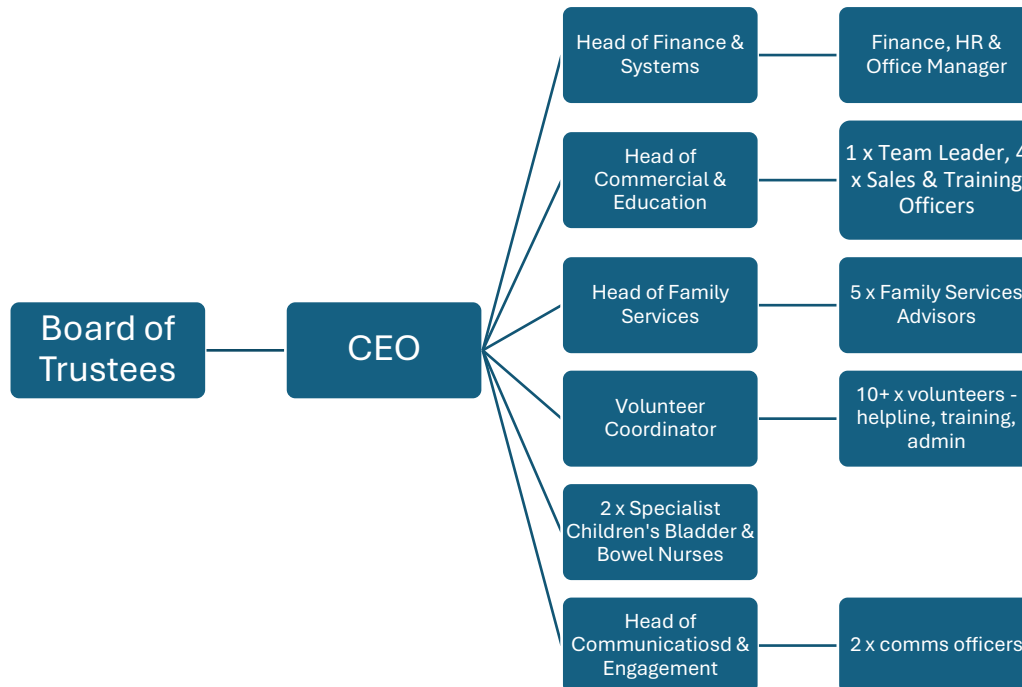 Head of Finance &
Systems
Finance, HR &
Office Manager
Head of
Commercial &
Education
1 x Team Leader, 4
x Sales & Training
Officers
Board of
Trustees
CEO
Head of Family
Services
5 x Family Services
Advisors
Volunteer
Coordinator
10+ x volunteers -
helpline, training,
admin
2 x Specialist
Children's Bladder &
Bowel Nurses
Head of
Communicatiosd &
Engagement
2 x comms officers